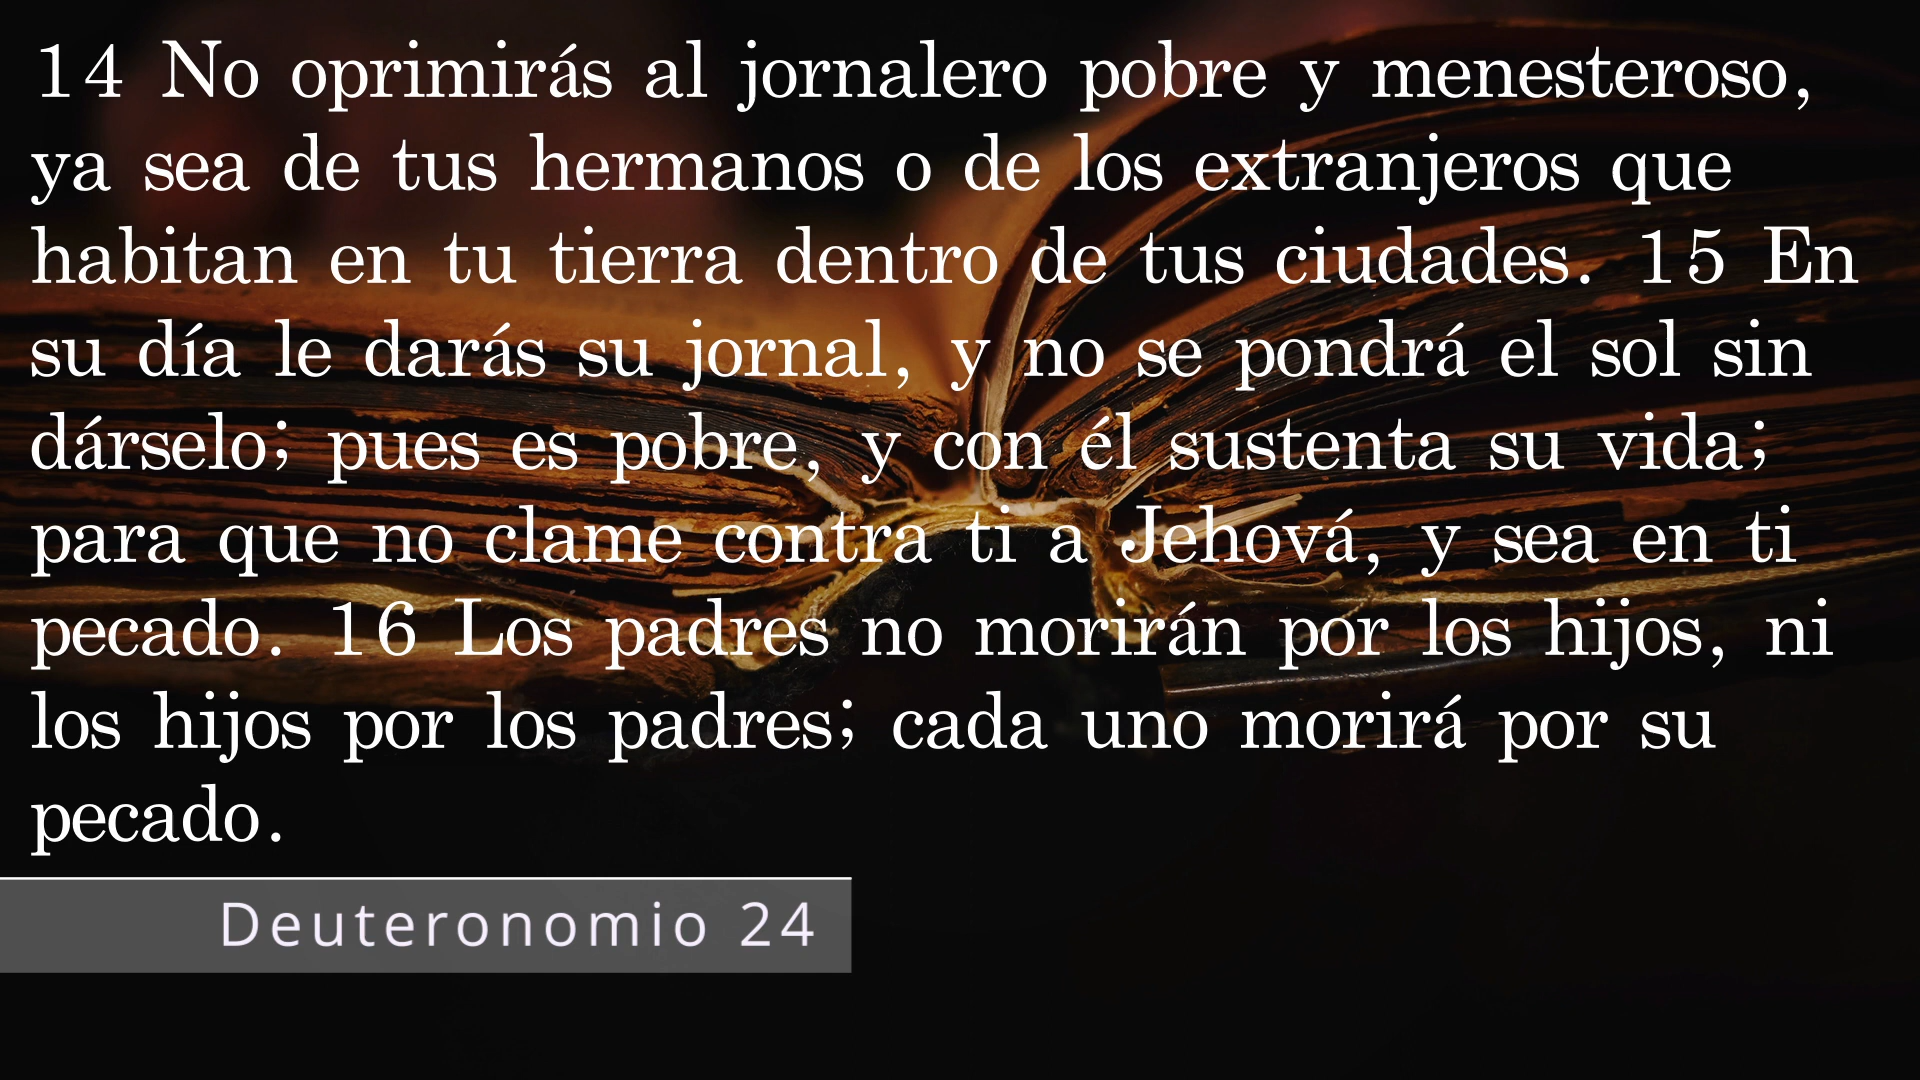 14 No oprimirás al jornalero pobre y menesteroso,
ya sea de tus hermanos o de los extranjeros que
habitan en tu tierra dentro de tus ciudades. 15 En
su día le darás su jornal, y no se pondrá el sol sin
dárselo; pues es pobre, y con él sustenta su vida;
para que no clame contra ti a Jehová, y sea en ti
pecado. 16 Los padres no morirán por los hijos, ni
los hijos por los padres; cada uno morirá por su
pecado.
Deuteronomio 24